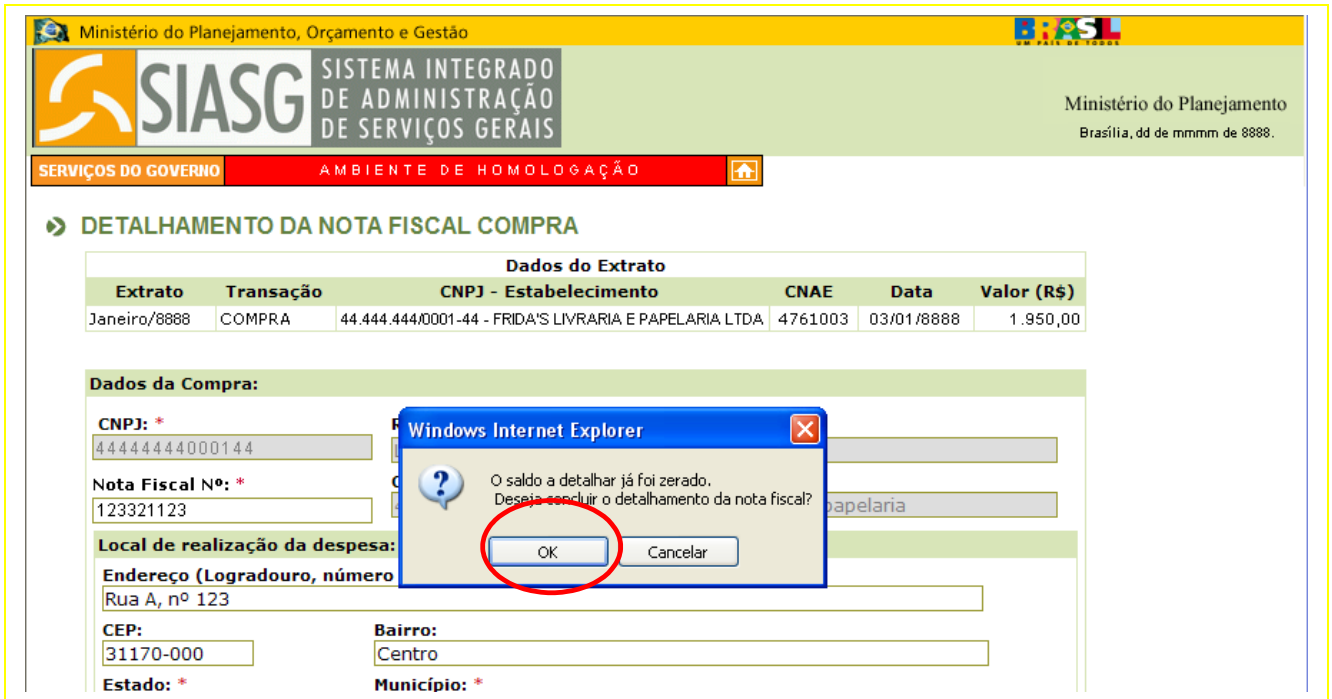 Ministério do Planejamento, Orçamento e Gestão
BRASIL
UM PAÍS DE TODOS
SIASG
SISTEMA INTEGRADO
DE ADMINISTRAÇÃO
DE SERVIÇOS GERAIS
Ministério do Planejamento
Brasília, dd de mmmm de 8888.
SERVIÇOS DO GOVERNO AMBIENTE DE HOMOLOGAÇÃO
DETALHAMENTO DA NOTA FISCAL COMPRA
Dados do Extrato
Extrato Transação CNPJ - Estabelecimento CNAE Data Valor (R$)
Janeiro/8888 COMPRA 44.444.444/0001-44 - FRIDA'S LIVRARIA E PAPELARIA LTDA 4761003 03/01/8888 1.950,00
Dados da Compra:
CNPJ: *
44444444000144
Nota Fiscal Nº: *
123321123
papelaria
Windows Internet Explorer
O saldo a detalhar já foi zerado.
Deseja concluir o detalhamento da nota fiscal?
OK Cancelar
Local de realização da despesa:
Endereço (Logradouro, número
Rua A, nº 123
CEP: Bairro:
31170-000 Centro
Estado: * Município: *